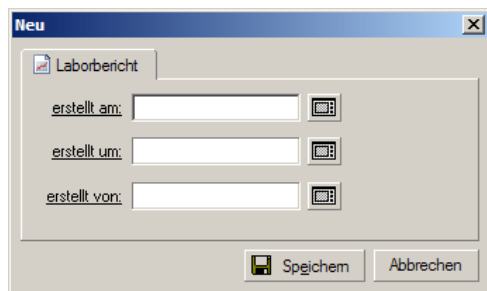 Neu
Laborbericht
erstellt am:
erstellt um:
erstellt von:
Speichern Abbrechen